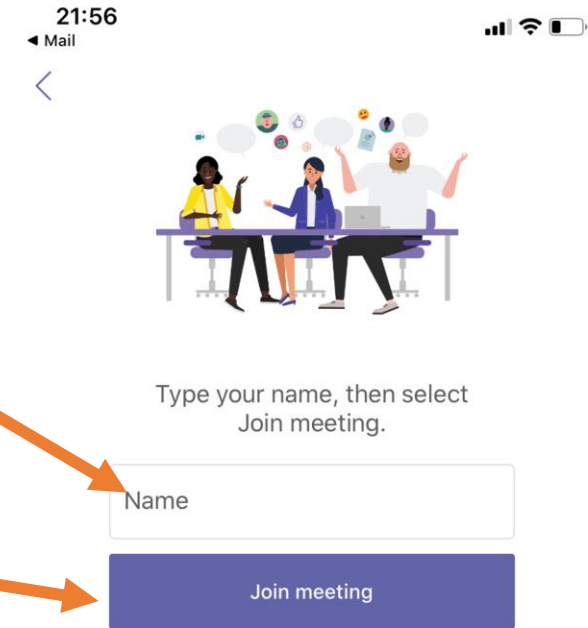 21:56
◄ Mail
Type your name, then select
Join meeting.
Name
Join meeting